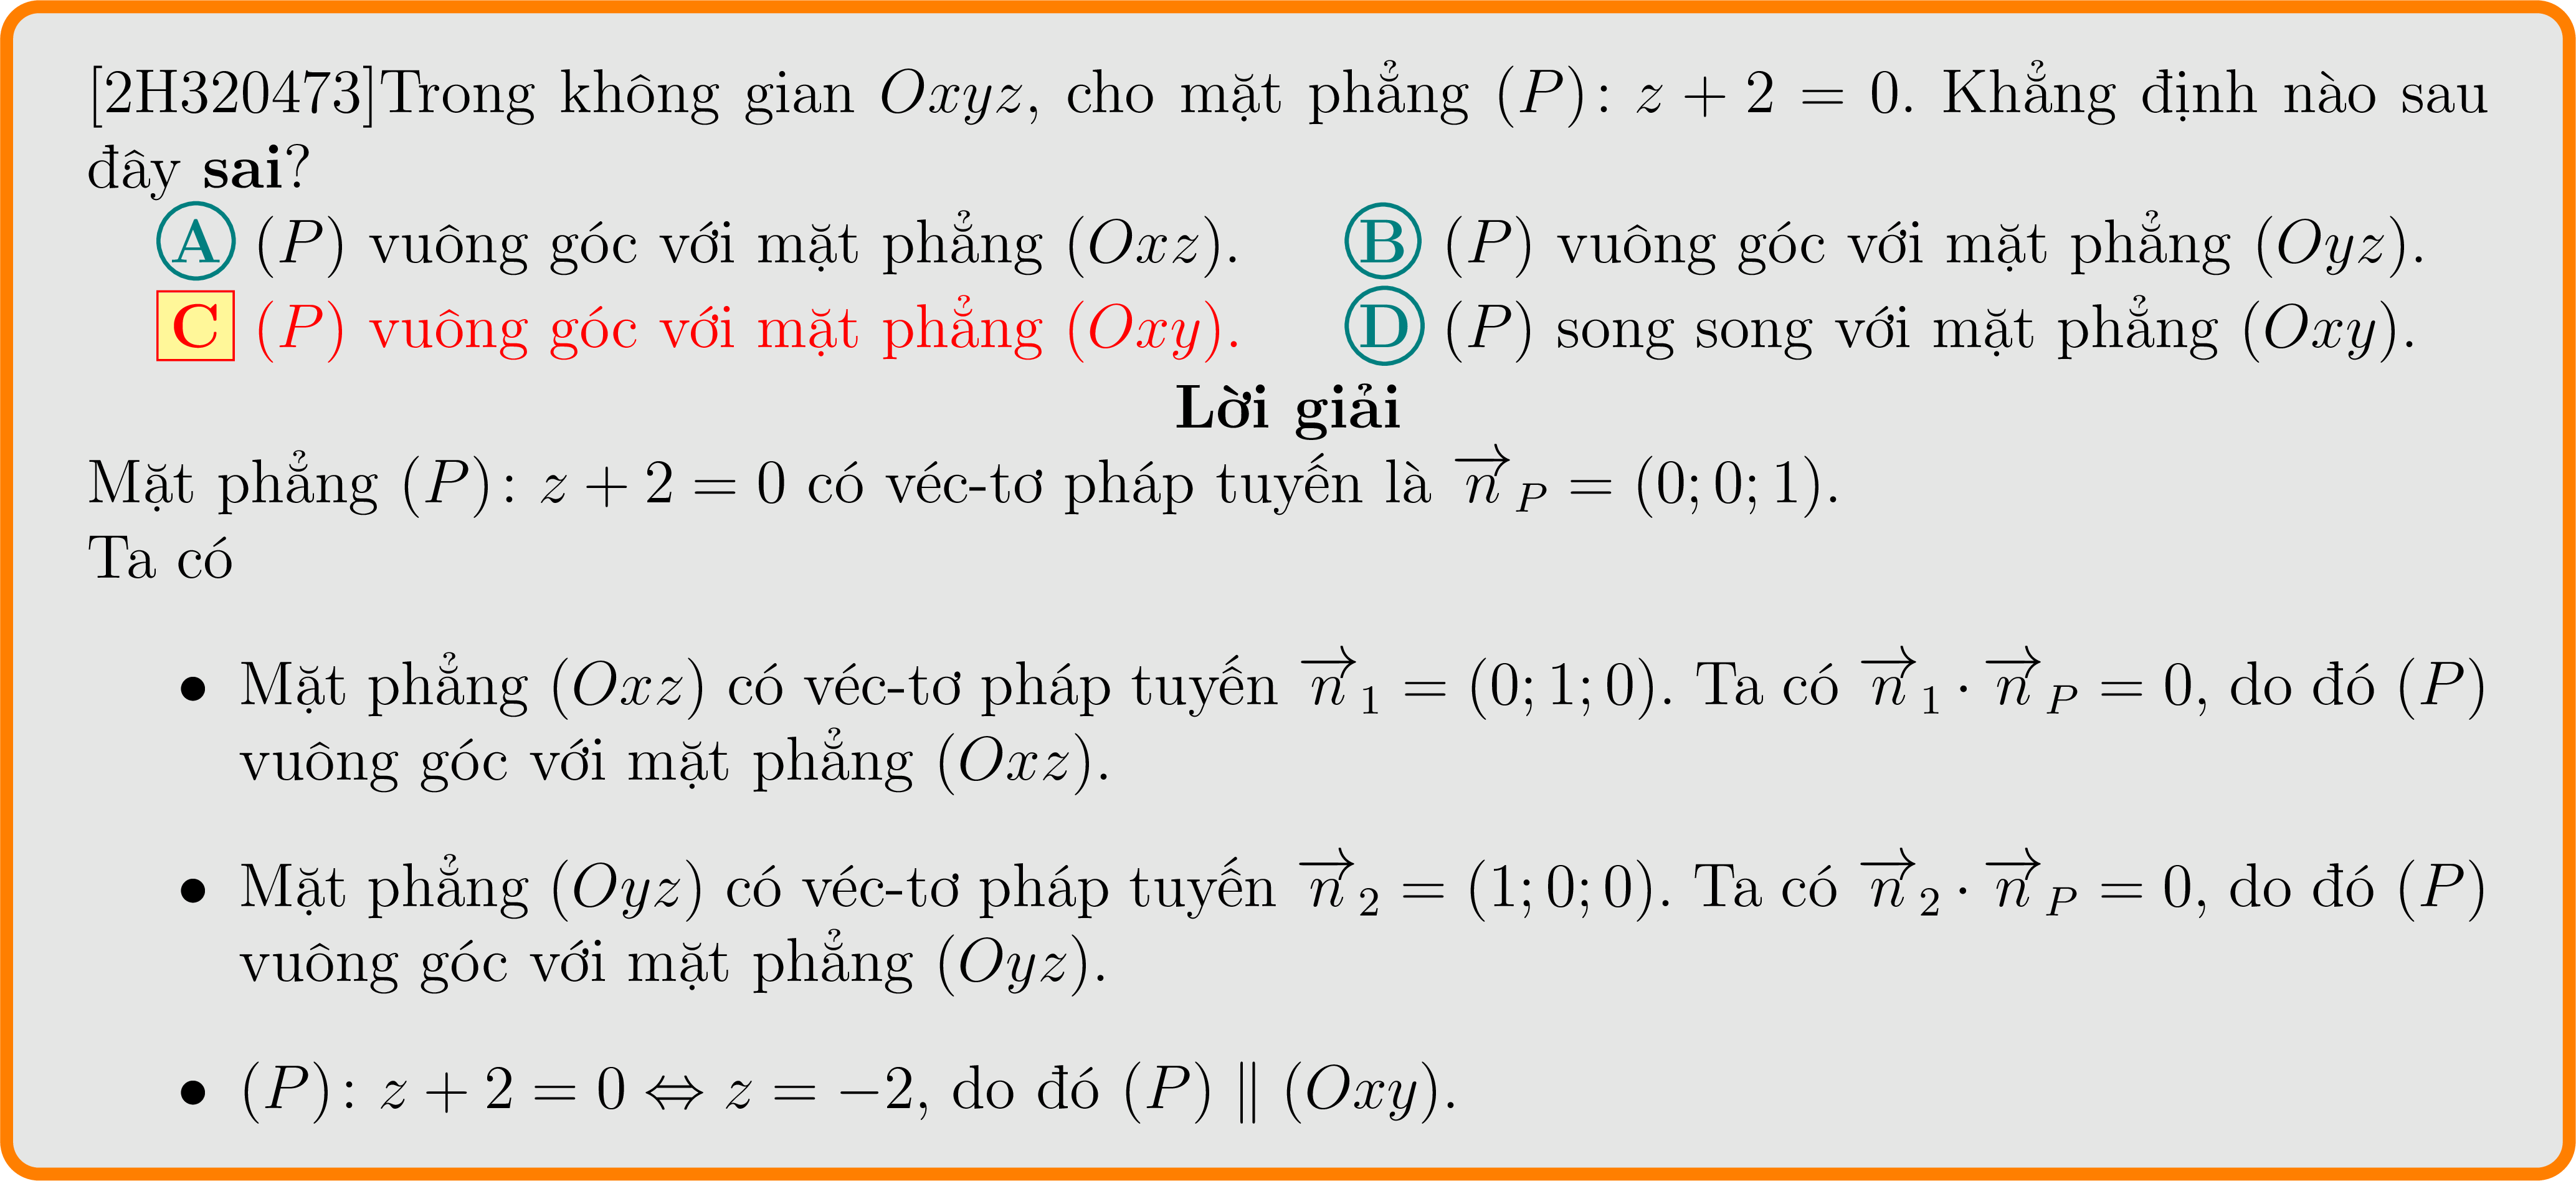 [2H320473]Trong không gian Oxyz, cho mặt phẳng (P): z + 2 = 0. Khẳng định nào sau
đây sai?
A (P) vuông góc với mặt phẳng (Oxz). B (P) vuông góc với mặt phẳng (Oyz).
C (P) vuông góc với mặt phẳng (Oxy). D (P) song song với mặt phẳng (Oxy).
Lời giải
Mặt phẳng (P): z + 2 = 0 có véc-tơ pháp tuyến là $\overrightarrow{n}_P$ = (0; 0; 1).
Ta có
• Mặt phẳng (Oxz) có véc-tơ pháp tuyến $\overrightarrow{n}_1$ = (0; 1; 0). Ta có $\overrightarrow{n}_1 \cdot \overrightarrow{n}_P$ = 0, do đó (P)
vuông góc với mặt phẳng (Oxz).
• Mặt phẳng (Oyz) có véc-tơ pháp tuyến $\overrightarrow{n}_2$ = (1; 0; 0). Ta có $\overrightarrow{n}_2 \cdot \overrightarrow{n}_P$ = 0, do đó (P)
vuông góc với mặt phẳng (Oyz).
• (P): z + 2 = 0 ⇔ z = −2, do đó (P) ∥ (Oxy).